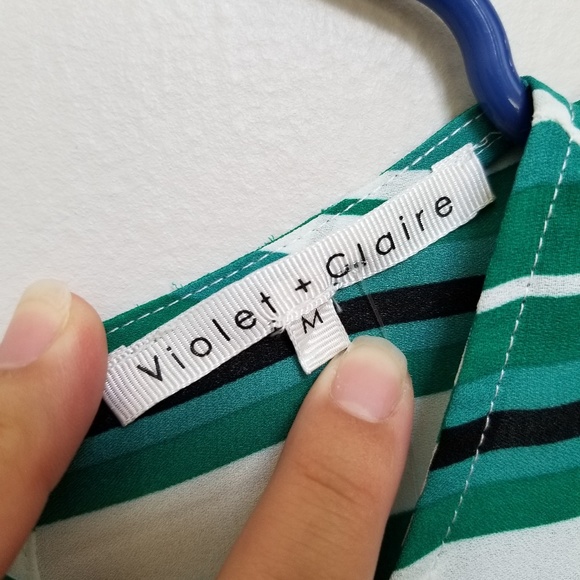 Violet + Claire
M